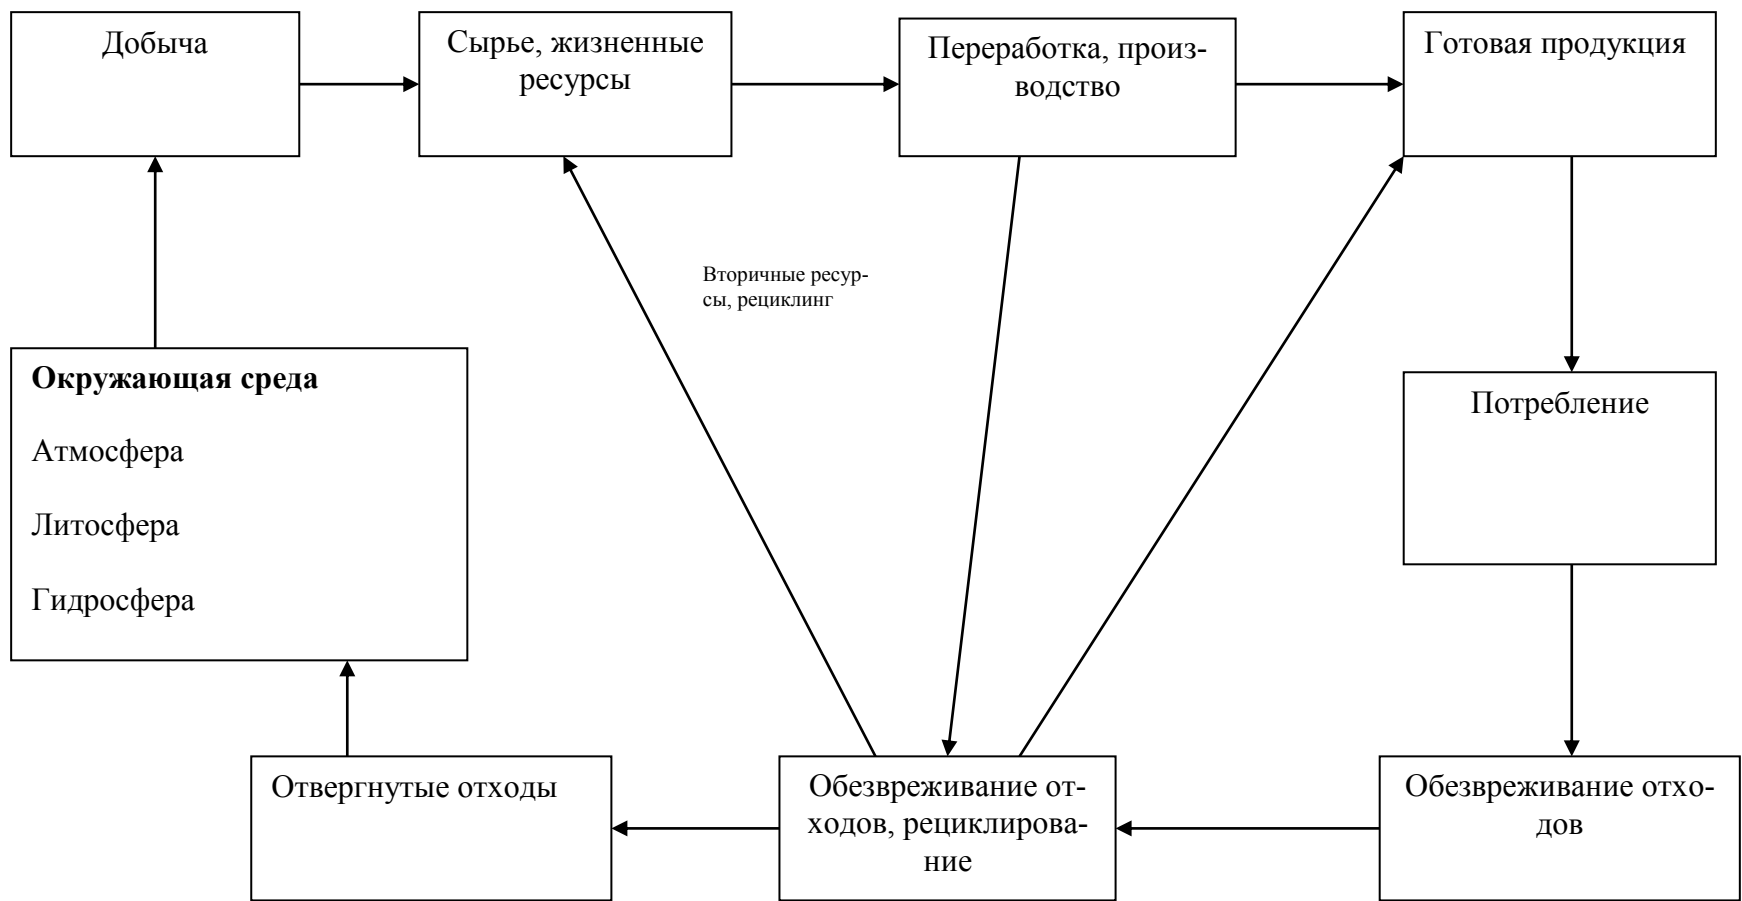 Добыча
Сырье, жизненные
ресурсы
Переработка, произ-
водство
Готовая продукция
Вторичные ресур-
сы, рециклинг
Окружающая среда
Атмосфера
Литосфера
Гидросфера
Потребление
Отвергнутые отходы
Обезвреживание от-
ходов, рециклирова-
ние
Обезвреживание отхо-
дов